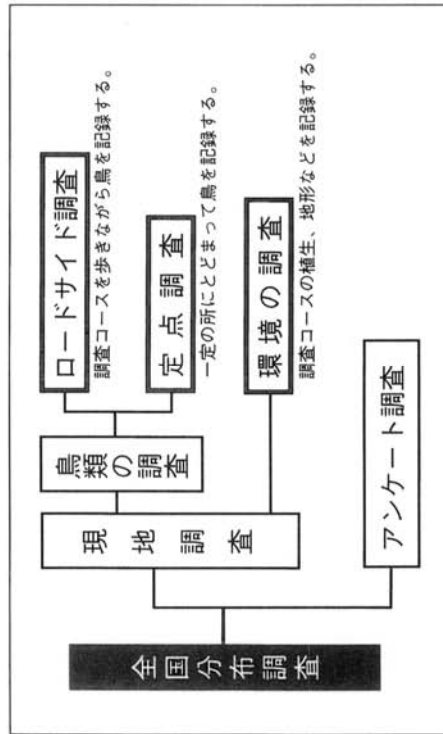 全国分布調査
現地調査
鳥類の調査
ロードサイド調査
調査コースを歩きながら鳥を記録する。
定点調査
一定の所にとどまって鳥を記録する。
環境の調査
調査コースの植生、地形などを記録する。
アンケート調査